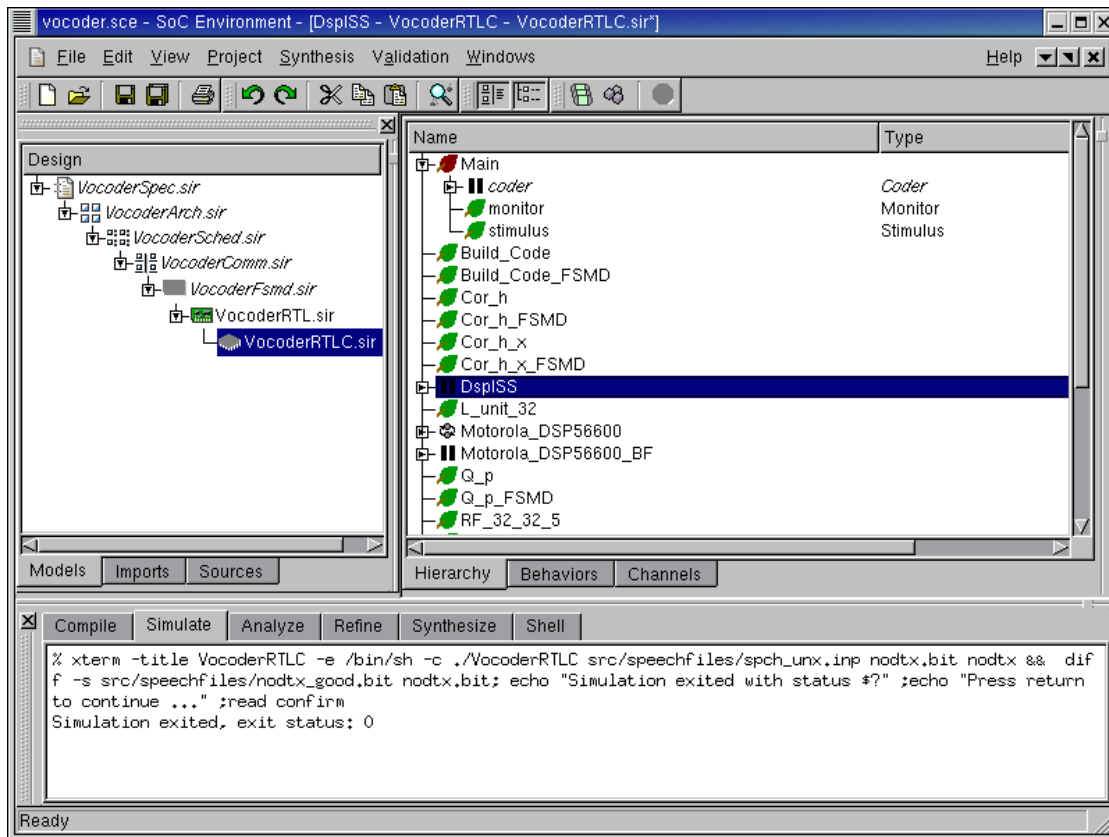 vocoder.sce - SoC Environment - [DspISS - VocoderRTLC - VocoderRTLC.sir*]
File Edit View Project Synthesis Validation Windows Help
Design
VocoderSpec.sir
VocoderArch.sir
VocoderSched.sir
VocoderComm.sir
VocoderFsmd.sir
VocoderRTL.sir
VocoderRTLC.sir
Models Imports Sources
Name Type
Main
coder Coder
monitor Monitor
stimulus Stimulus
Build_Code
Build_Code_FSMD
Cor_h
Cor_h_FSMD
Cor_h_x
Cor_h_x_FSMD
DspISS
L_unit_32
Motorola_DSP56600
Motorola_DSP56600_BF
Q_p
Q_p_FSMD
RF_32_32_5
Hierarchy Behaviors Channels
Compile Simulate Analyze Refine Synthesize Shell
% xterm -title VocoderRTLC -e /bin/sh -c ./VocoderRTLC src/speechfiles/spch_unx.inp nodtx.bit nodtx && dif
f -s src/speechfiles/nodtx_good.bit nodtx.bit; echo "Simulation exited with status $?" ;echo "Press return
to continue ..." ;read confirm
Simulation exited, exit status: 0
Ready